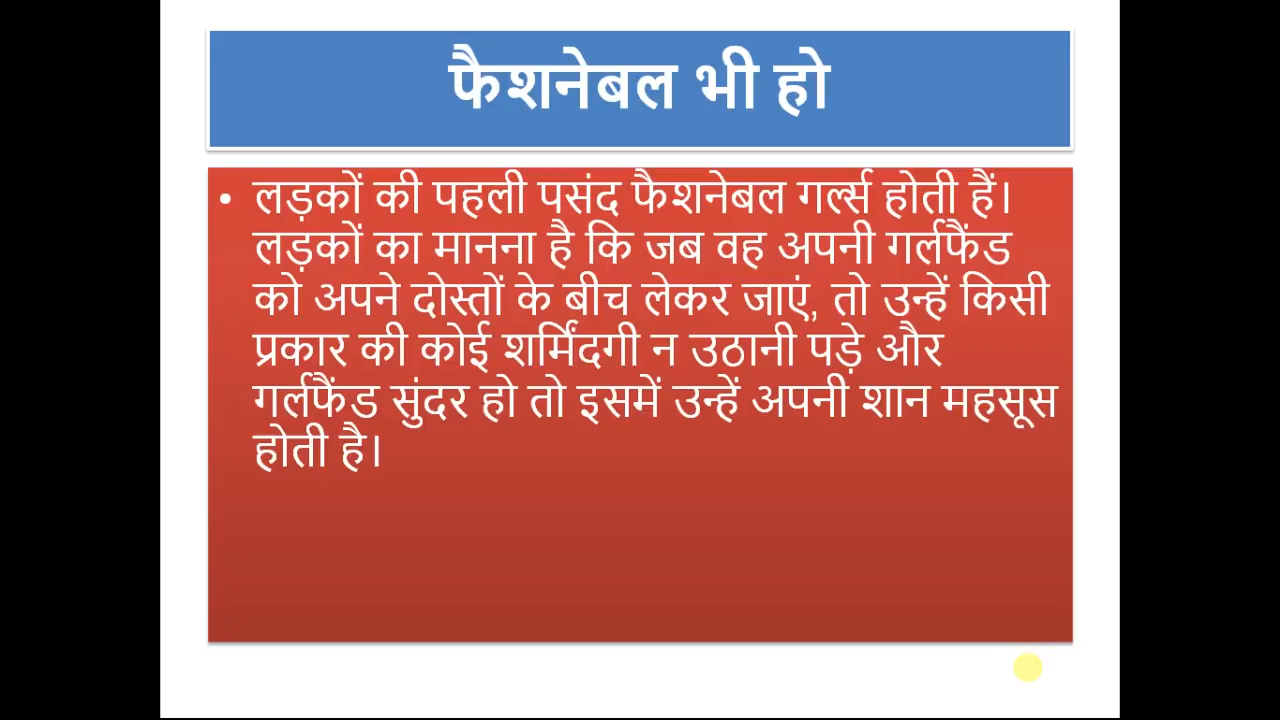 फैशनेबल भी हो
• लड़कों की पहली पसंद फैशनेबल गर्ल्स होती हैं।
लड़कों का मानना है कि जब वह अपनी गर्लफैंड
को अपने दोस्तों के बीच लेकर जाएं, तो उन्हें किसी
प्रकार की कोई शर्मिंदगी न उठानी पड़े और
गर्लफैंड सुंदर हो तो इसमें उन्हें अपनी शान महसूस
होती है।